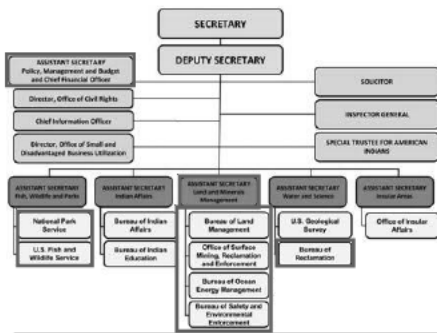 SECRETARY
DEPUTY SECRETARY
ASSISTANT SECRETARY
Policy, Management and Budget
and Chief Financial Officer
SOLICITOR
Director, Office of Civil Rights
INSPECTOR GENERAL
Chief Information Officer
Director, Office of Small and
Disadvantaged Business Utilization
SPECIAL TRUSTEE FOR AMERICAN
INDIANS
ASSISTANT SECRETARY
Fish, Wildlife and Parks
ASSISTANT SECRETARY
Indian Affairs
ASSISTANT SECRETARY
Land and Minerals
Management
ASSISTANT SECRETARY
Water and Science
ASSISTANT SECRETARY
Insular Areas
National Park
Service
U.S. Fish and
Wildlife Service
Bureau of Indian
Affairs
Bureau of Indian
Education
Bureau of Land
Management
Office of Surface
Mining, Reclamation
and Enforcement
Bureau of Ocean
Energy Management
Bureau of Safety and
Environmental
Enforcement
U.S. Geological
Survey
Bureau of
Reclamation
Office of Insular
Affairs